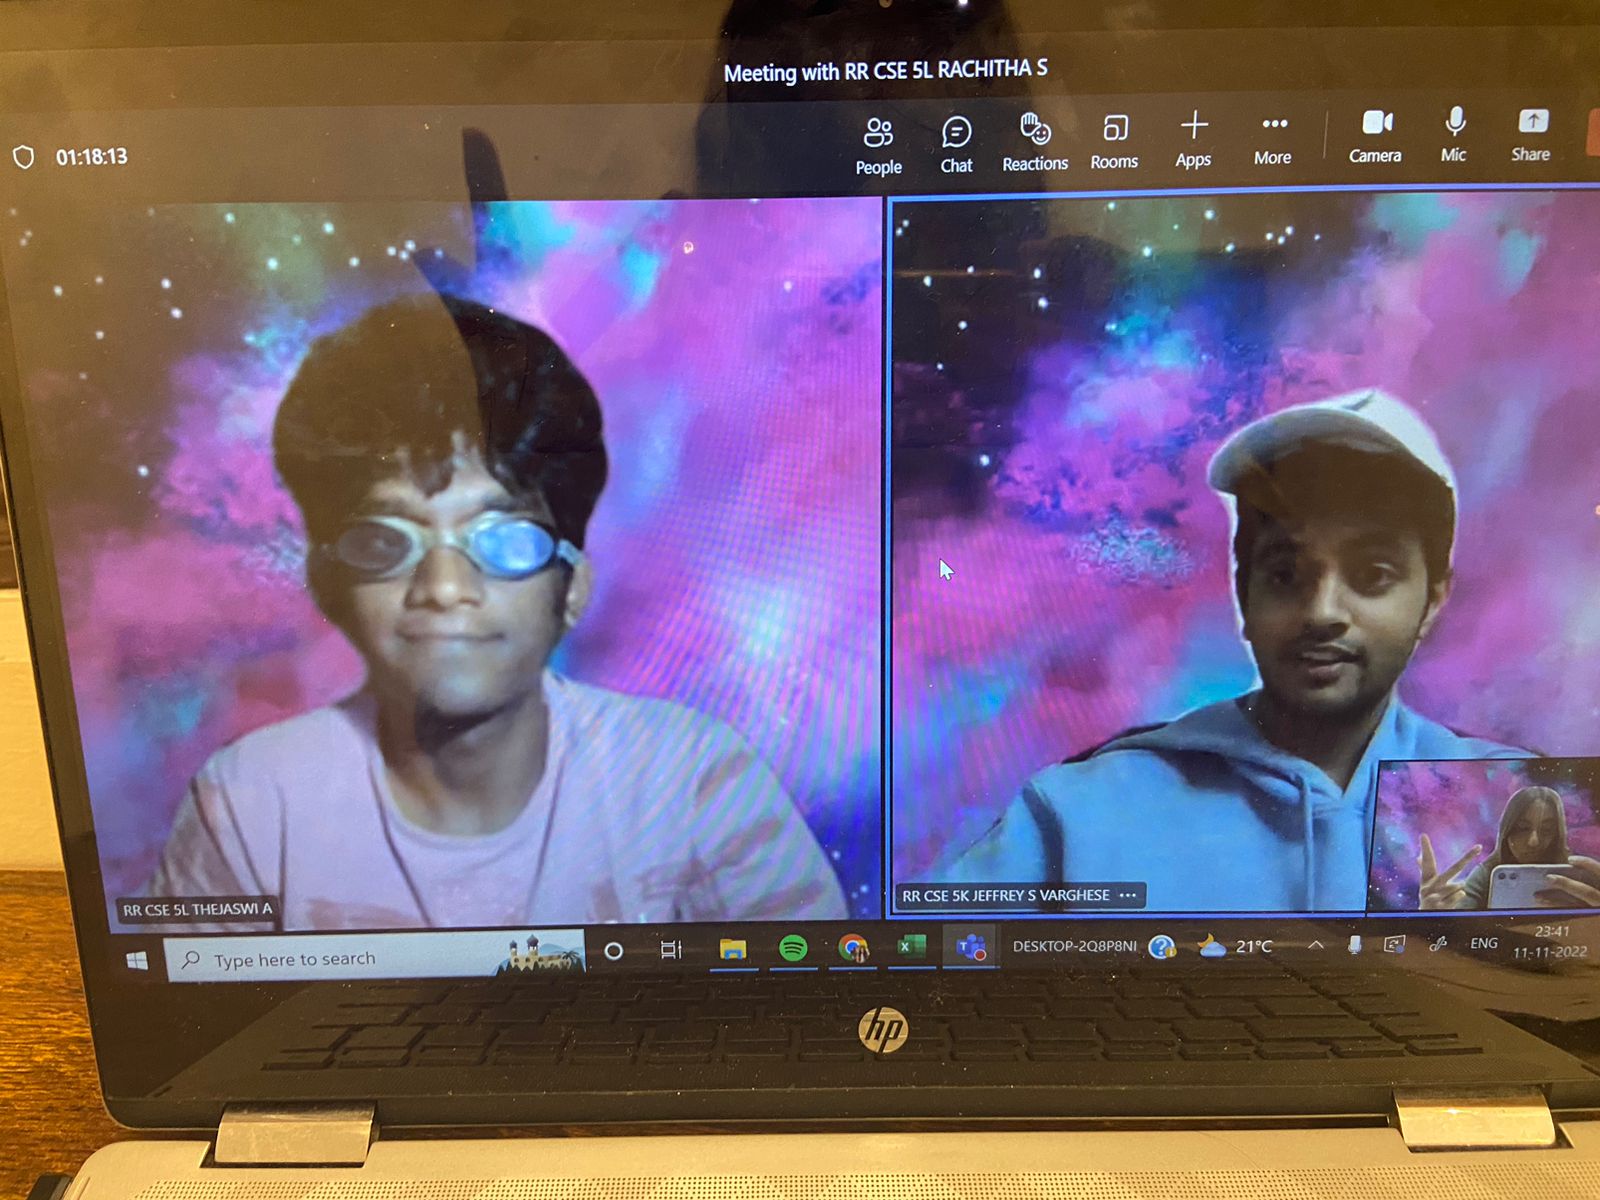 Meeting with RR CSE 5L RACHITHA S
01:18:13
People
Chat
Reactions
Rooms
Apps
More
Camera
Mic
Share
RR CSE 5L THEJASWI A
RR CSE 5K JEFFREY S VARGHESE
Type here to search
DESKTOP-2Q8P8NI
21°C
ENG
23:41
11-11-2022
hp